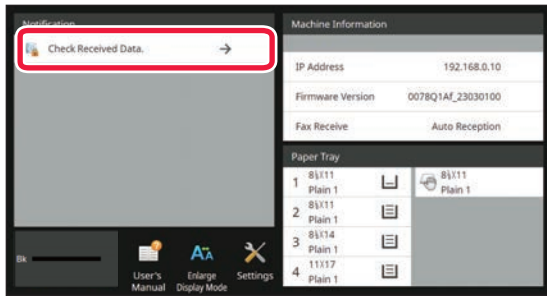 Notification
Check Received Data.
Machine Information
IP Address 192.168.0.10
Firmware Version 0078Q1Af_23030100
Fax Receive Auto Reception
Paper Tray
1 8½X11
Plain 1
8½X11
Plain 1
2 8½X11
Plain 1
3 8½X14
Plain 1
4 11X17
Plain 1
Bk
User's
Manual
Enlarge
Display Mode
Settings